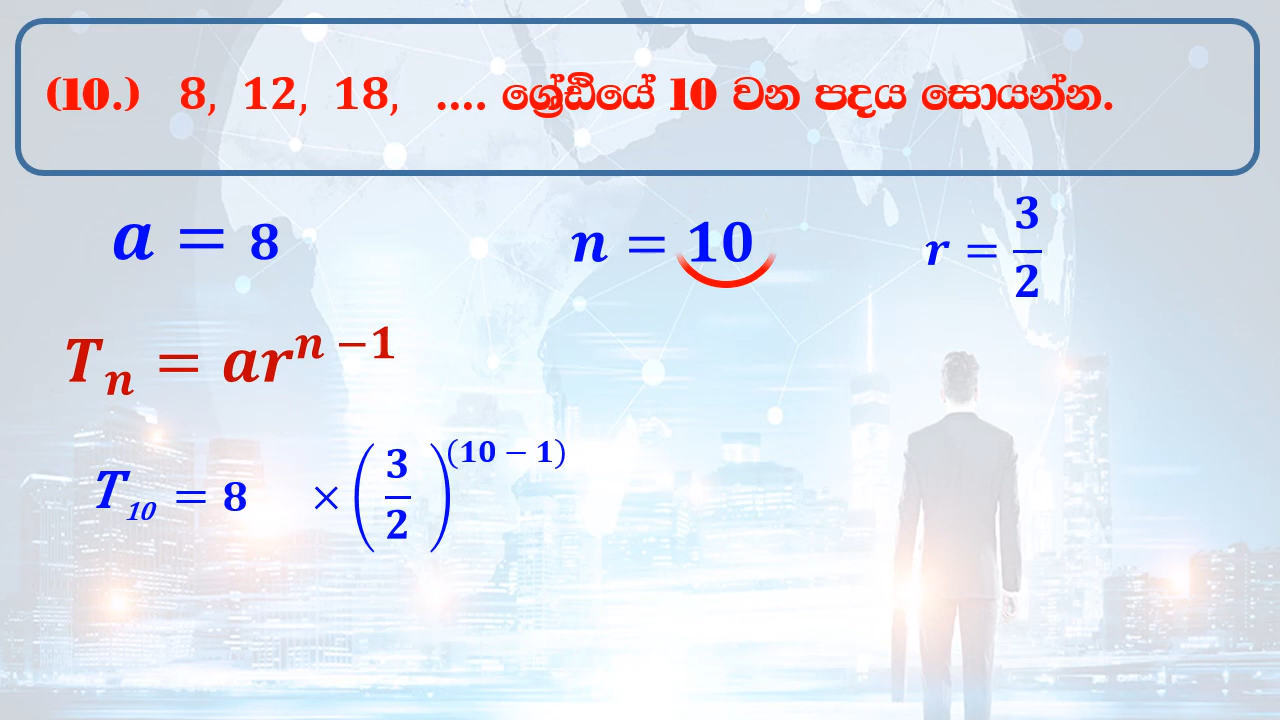 (10.) 8, 12, 18, .... ශ්‍රේඪියේ 10 වන පදය සොයන්න.
a = 8 n = 10 r = 3/2
Tₙ = arⁿ⁻¹
T₁₀ = 8 × (3/2)⁽¹⁰⁻¹⁾